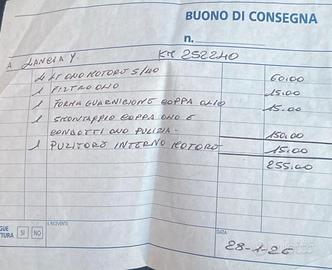 BUONO DI CONSEGNA
n.
A LANCIA Y. KM 252240
4 LT OLIO MOTORE 5/40 60.00
1 FILTRO OLIO 15.00
1 FORMA GUARNIZIONE COPPA OLIO 15.00
1 SMONTAGGIO COPPA OLIO E
CONDOTTI OLIO PULIZIA - 150.00
1 PULITORE INTERNO MOTORE 15.00
255.00
SI NO
DATA
28-1-26